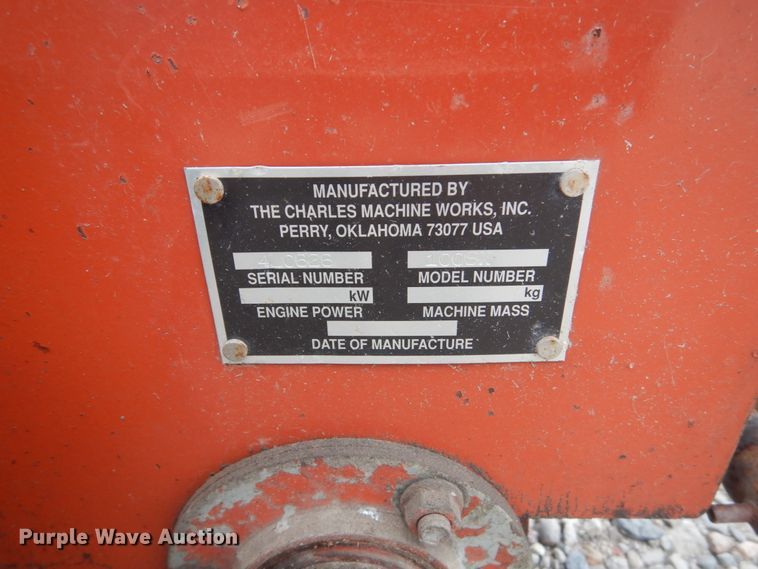 MANUFACTURED BY
THE CHARLES MACHINE WORKS, INC.
PERRY, OKLAHOMA 73077 USA
SERIAL NUMBER MODEL NUMBER
kW kg
ENGINE POWER MACHINE MASS
DATE OF MANUFACTURE
Purple Wave Auction